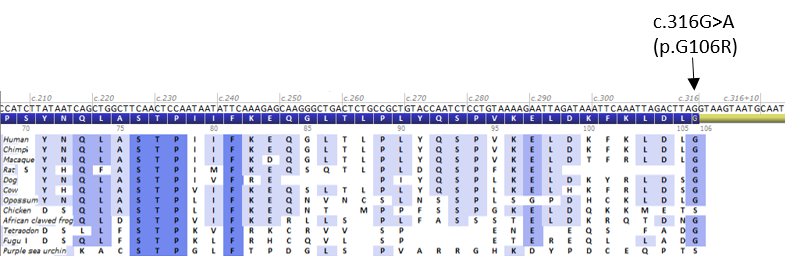 c.316G>A
(p.G106R)
c.210 c.220 c.230 c.240 c.250 c.260 c.270 c.280 c.290 c.300 c.310 c.316 c.316+10
CCATCTTATAATCAGCTGGCTTCAACTCCAATAATATTCAAAGAGCAAGGGCTGACTCTGCCGCTGTACCAATCTCCTGTAAAAGAATTAGATAAATTCAAATTAGACTTAGGTAAGTAATGCAAT
P S Y N Q L A S T P I I F K E Q G L T L P L Y Q S P V K E L D K F K L D L G
70 75 80 85 90 95 100 105 106
Human Y N Q L A S T P I I F K E Q G L T L P L Y Q S P V K E L D K F K L D L G
Chimpi Y N Q L A S T P I I F K E Q G L T L P L Y Q S P V K E L D K F K L D L G
Macaque Y N Q L A S T P I I F K D Q G L T L P L Y Q S P V K E L D T F R L D L G
Rat S Y H Q F A S T P I M F K E Q S Q T L P L Y Q S P F K E L G
Dog Y N Q L A S T P V I F R E P I Y Q S P L K E L D K Y R L D S G
Cow Y H Q L A S T P V I F K E Q S L T L P L Y Q S P L K E L H K F R L D S G
Opossum Y N Q L A S T P V I F K E Q N V N C S L N S S P L S G P D H C K L D L G
Chicken D S Q L A S T P L I F K E Q N T M P P F S S P G K E L D Q K K M E T S
African clawed frog Q L D S T P V I F K E R L L S P L F A S S S T E L D K R Q T D N G
Tetraodon D S L L F S T P V F R K C R V V S P E N E E Q S F A D G
Fugu I D S Q L F S T P K L F R H C Q V L S P E T E R E Q L L A D G
Purple sea urchin K A C S T P G L F T P D G L S P V A R R G H K D Y P D C E Q P T S